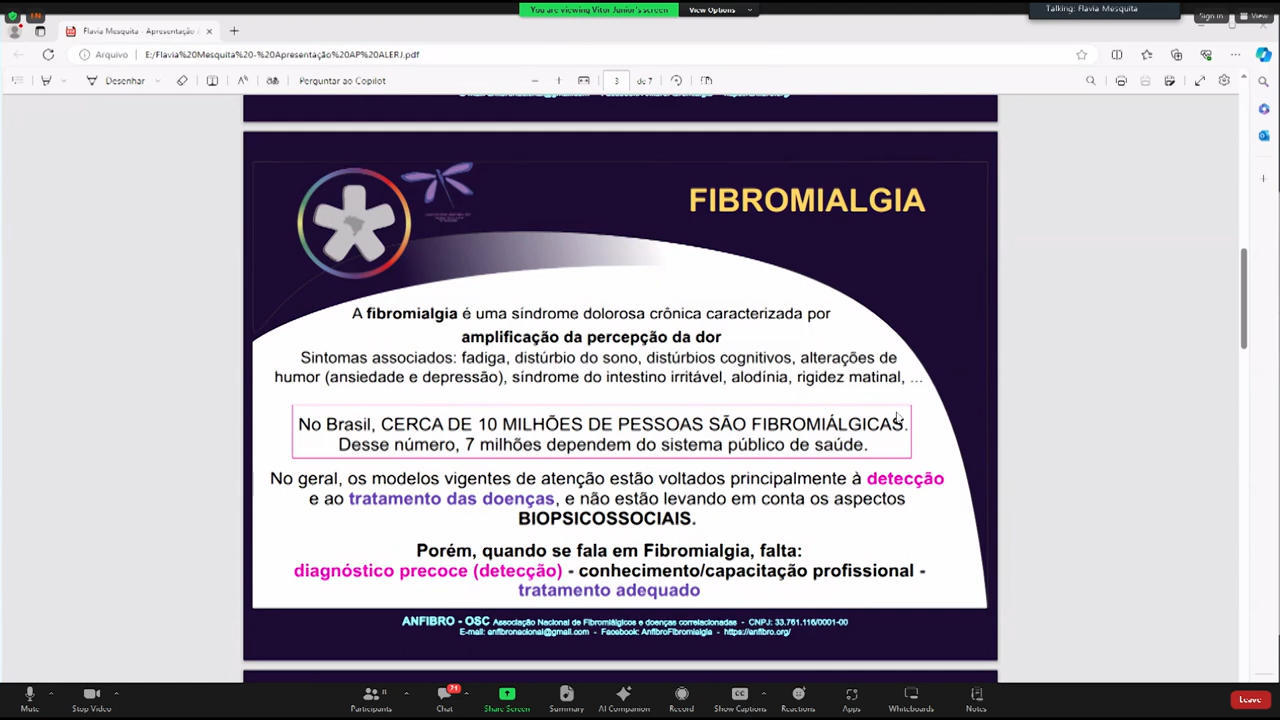 You are viewing Vitor Junior's screen
View Options
Talking: Flavia Mesquita
Sign in
View
Flavia Mesquita - Apresentação
Arquivo
E:/Flavia%20Mesquita%20-%20Apresentação%20AP%20ALERJ.pdf
Desenhar
Perguntar ao Copilot
3
de 7
FIBROMIALGIA
A fibromialgia é uma síndrome dolorosa crônica caracterizada por
amplificação da percepção da dor
Sintomas associados: fadiga, distúrbio do sono, distúrbios cognitivos, alterações de
humor (ansiedade e depressão), síndrome do intestino irritável, alodínia, rigidez matinal, ...
No Brasil, CERCA DE 10 MILHÕES DE PESSOAS SÃO FIBROMIÁLGICAS.
Desse número, 7 milhões dependem do sistema público de saúde.
No geral, os modelos vigentes de atenção estão voltados principalmente à detecção
e ao tratamento das doenças, e não estão levando em conta os aspectos
BIOPSICOSSOCIAIS.
Porém, quando se fala em Fibromialgia, falta:
diagnóstico precoce (detecção) - conhecimento/capacitação profissional -
tratamento adequado
ANFIBRO - OSC Associação Nacional de Fibromiálgicos e doenças correlacionadas - CNPJ: 33.761.116/0001-00
E-mail: anfibronacional@gmail.com - Facebook: AnfibroFibromialgia - https://anfibro.org/
Mute
Stop Video
Participants
11
Chat
71
Share Screen
Summary
AI Companion
Record
Show Captions
Reactions
Apps
Whiteboards
Notes
Leave